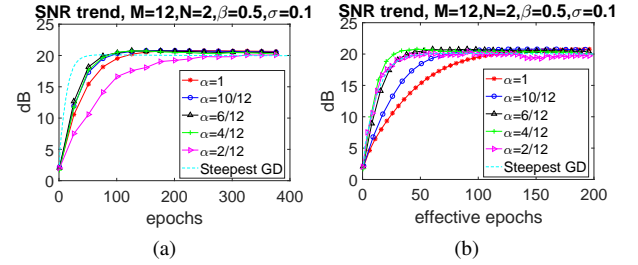 SNR trend, M=12,N=2,β=0.5,σ=0.1
25
20
15
10
5
0
dB
α=1
α=10/12
α=6/12
α=4/12
α=2/12
Steepest GD
0 100 200 300 400
epochs
(a)
SNR trend, M=12,N=2,β=0.5,σ=0.1
25
20
15
10
5
0
dB
α=1
α=10/12
α=6/12
α=4/12
α=2/12
Steepest GD
0 50 100 150 200
effective epochs
(b)